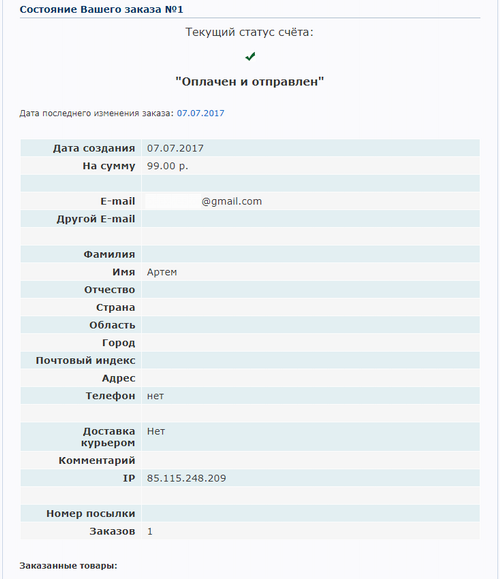 Состояние Вашего заказа №1
Текущий статус счёта:
"Оплачен и отправлен"
Дата последнего изменения заказа: 07.07.2017
Дата создания 07.07.2017
На сумму 99.00 р.
E-mail @gmail.com
Другой E-mail
Фамилия
Имя Артем
Отчество
Страна
Область
Город
Почтовый индекс
Адрес
Телефон нет
Доставка Нет
курьером
Комментарий
IP 85.115.248.209
Номер посылки
Заказов 1
Заказанные товары: